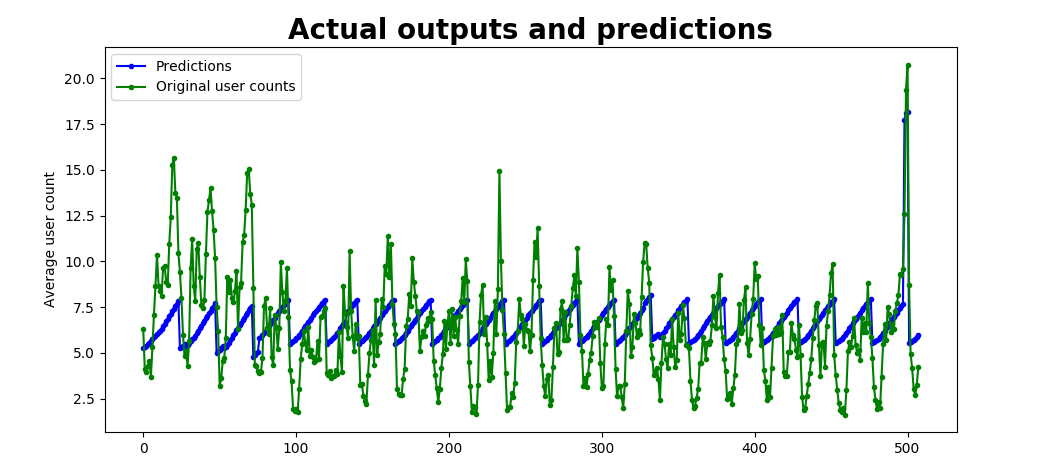 Actual outputs and predictions
Predictions
Original user counts
Average user count
20.0
17.5
15.0
12.5
10.0
7.5
5.0
2.5
0 100 200 300 400 500